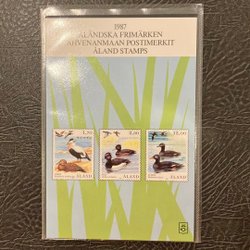 1987
ÅLÄNDSKA FRIMÄRKEN
AHVENANMAAN POSTIMERKIT
ÅLAND STAMPS
ÅLAND
ÅLAND
ÅLAND